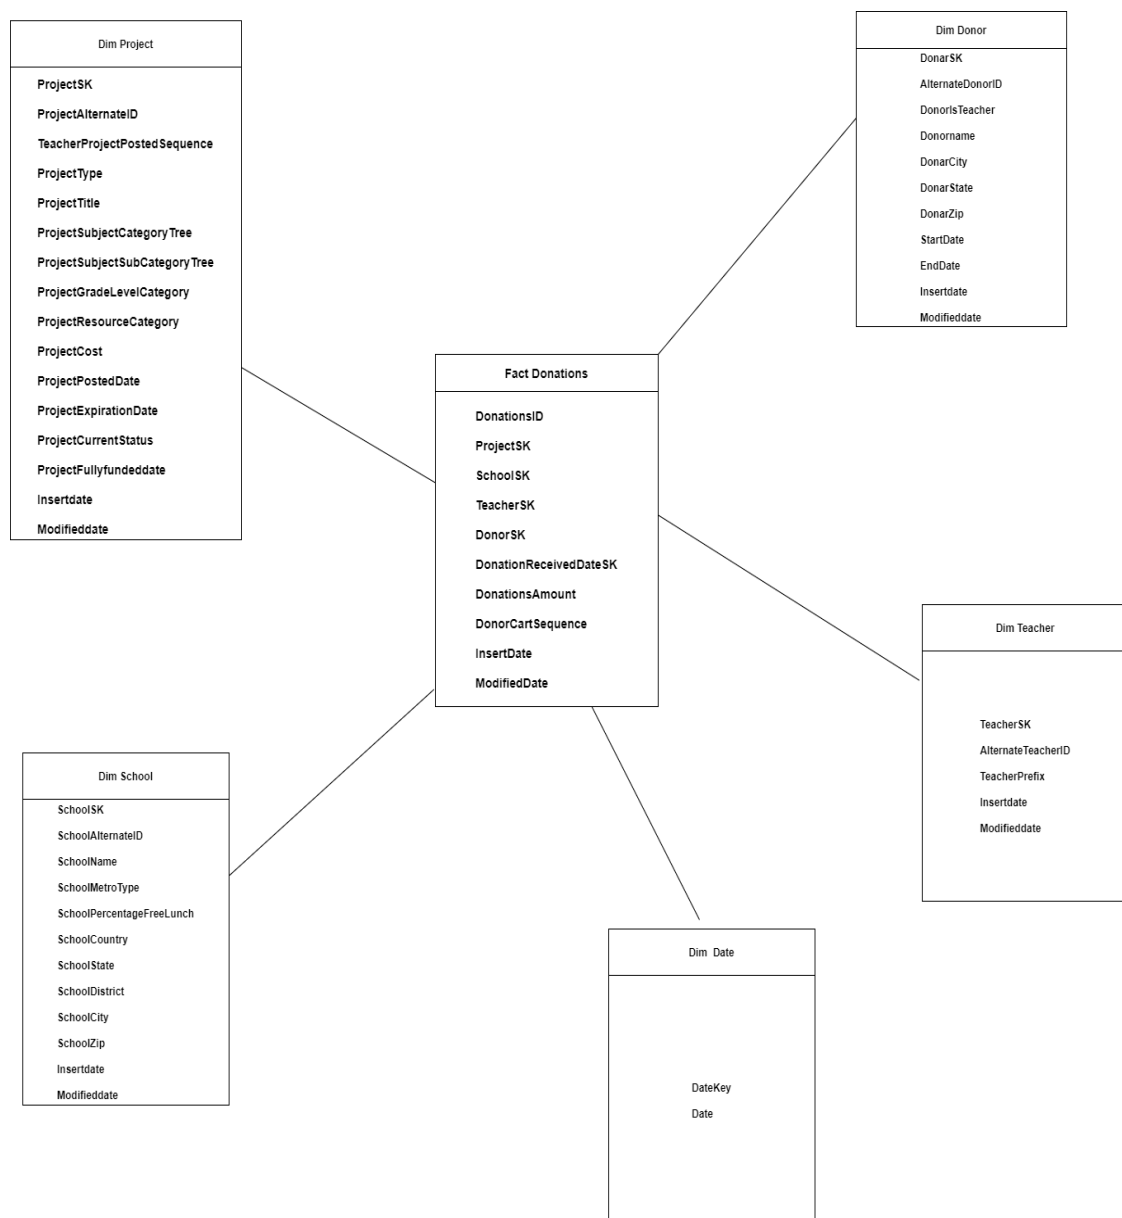 Dim Project
ProjectSK
ProjectAlternateID
TeacherProjectPostedSequence
ProjectType
ProjectTitle
ProjectSubjectCategoryTree
ProjectSubjectSubCategoryTree
ProjectGradeLevelCategory
ProjectResourceCategory
ProjectCost
ProjectPostedDate
ProjectExpirationDate
ProjectCurrentStatus
ProjectFullyfundeddate
Insertdate
Modifieddate
Dim Donor
DonarSK
AlternateDonorID
DonorIsTeacher
Donorname
DonarCity
DonarState
DonarZip
StartDate
EndDate
Insertdate
Modifieddate
Fact Donations
DonationsID
ProjectSK
SchoolSK
TeacherSK
DonorSK
DonationReceivedDateSK
DonationsAmount
DonorCartSequence
InsertDate
ModifiedDate
Dim Teacher
TeacherSK
AlternateTeacherID
TeacherPrefix
Insertdate
Modifieddate
Dim School
SchoolSK
SchoolAlternateID
SchoolName
SchoolMetroType
SchoolPercentageFreeLunch
SchoolCountry
SchoolState
SchoolDistrict
SchoolCity
SchoolZip
Insertdate
Modifieddate
Dim Date
DateKey
Date